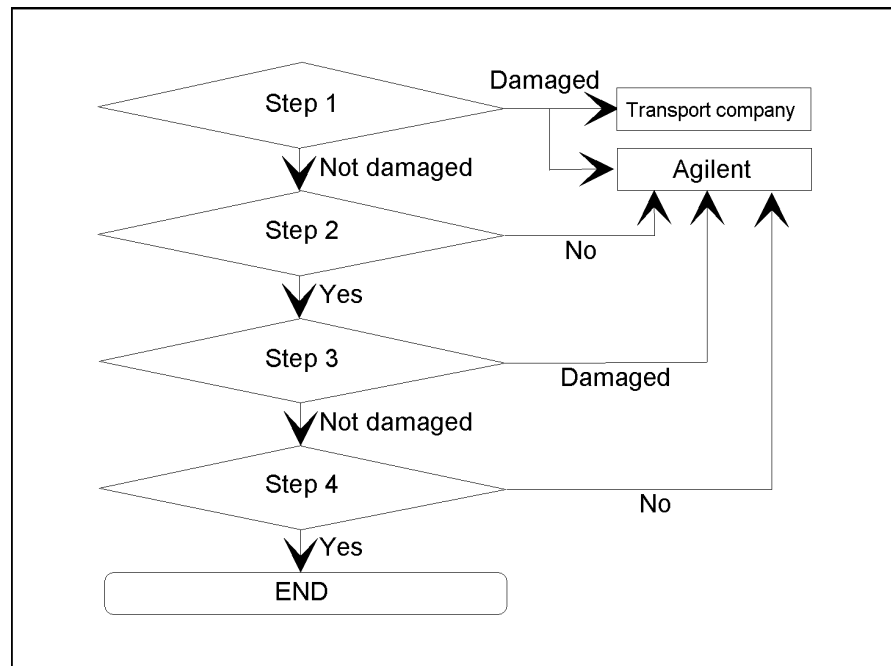 Damaged
Step 1
Transport company
Not damaged
Agilent
Step 2
No
Yes
Step 3
Damaged
Not damaged
Step 4
No
Yes
END